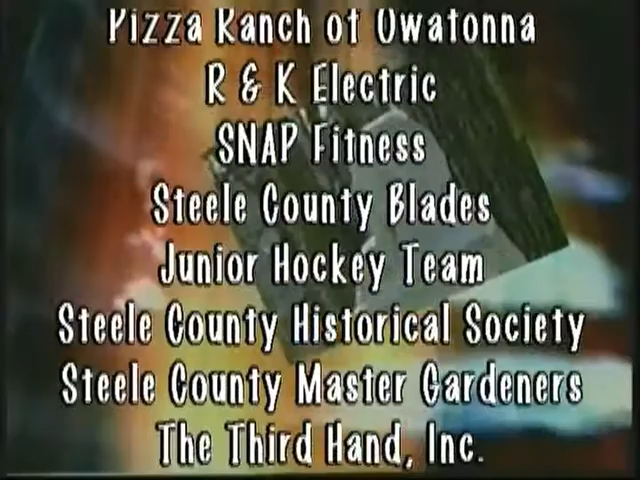 Pizza Ranch of Owatonna
R & K Electric
SNAP Fitness
Steele County Blades
Junior Hockey Team
Steele County Historical Society
Steele County Master Gardeners
The Third Hand, Inc.